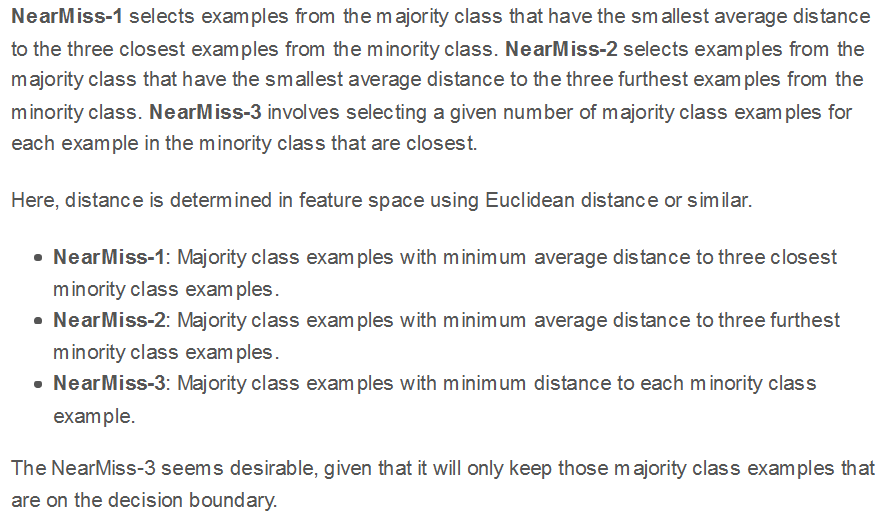 NearMiss-1 selects examples from the majority class that have the smallest average distance
to the three closest examples from the minority class. NearMiss-2 selects examples from the
majority class that have the smallest average distance to the three furthest examples from the
minority class. NearMiss-3 involves selecting a given number of majority class examples for
each example in the minority class that are closest.
Here, distance is determined in feature space using Euclidean distance or similar.
• NearMiss-1: Majority class examples with minimum average distance to three closest
minority class examples.
• NearMiss-2: Majority class examples with minimum average distance to three furthest
minority class examples.
• NearMiss-3: Majority class examples with minimum distance to each minority class
example.
The NearMiss-3 seems desirable, given that it will only keep those majority class examples that
are on the decision boundary.